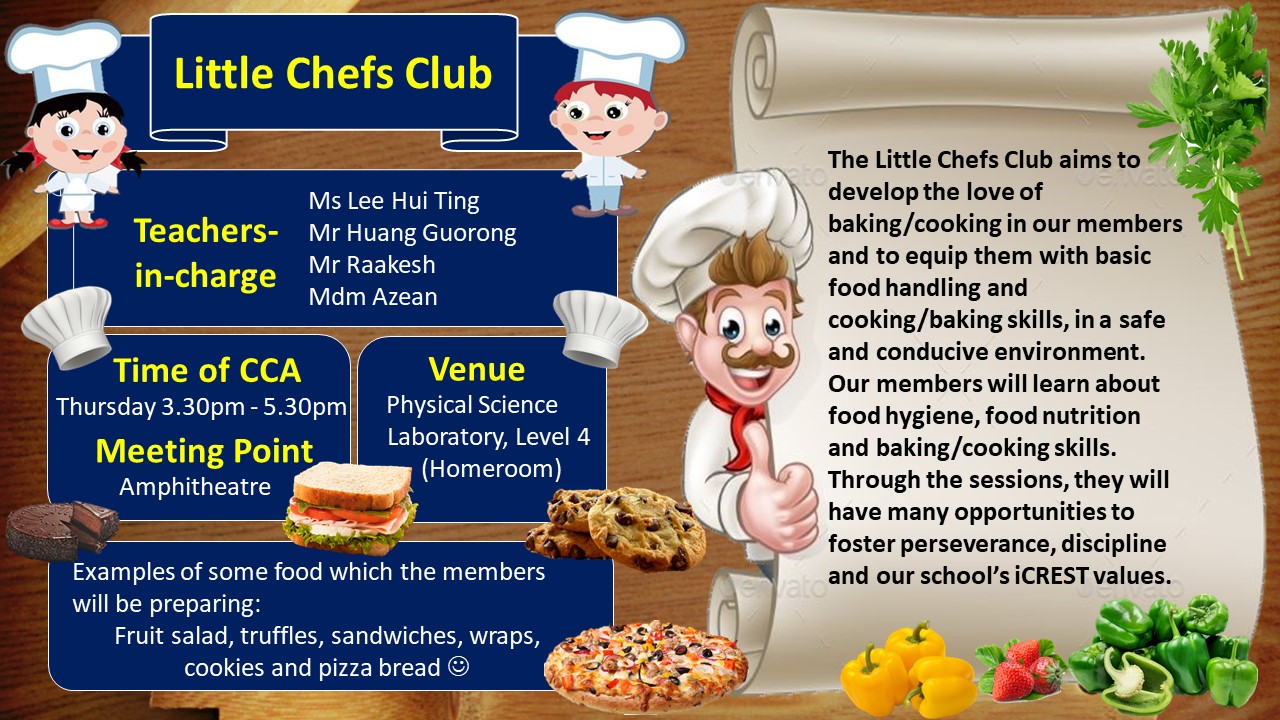 Little Chefs Club
Teachers-
in-charge
Ms Lee Hui Ting
Mr Huang Guorong
Mr Raakesh
Mdm Azean
Time of CCA
Thursday 3.30pm - 5.30pm
Meeting Point
Amphitheatre
Venue
Physical Science
Laboratory, Level 4
(Homeroom)
Examples of some food which the members
will be preparing:
Fruit salad, truffles, sandwiches, wraps,
cookies and pizza bread ☺
The Little Chefs Club aims to
develop the love of
baking/cooking in our members
and to equip them with basic
food handling and
cooking/baking skills, in a safe
and conducive environment.
Our members will learn about
food hygiene, food nutrition
and baking/cooking skills.
Through the sessions, they will
have many opportunities to
foster perseverance, discipline
and our school's iCREST values.
envato
envato
envato
envato